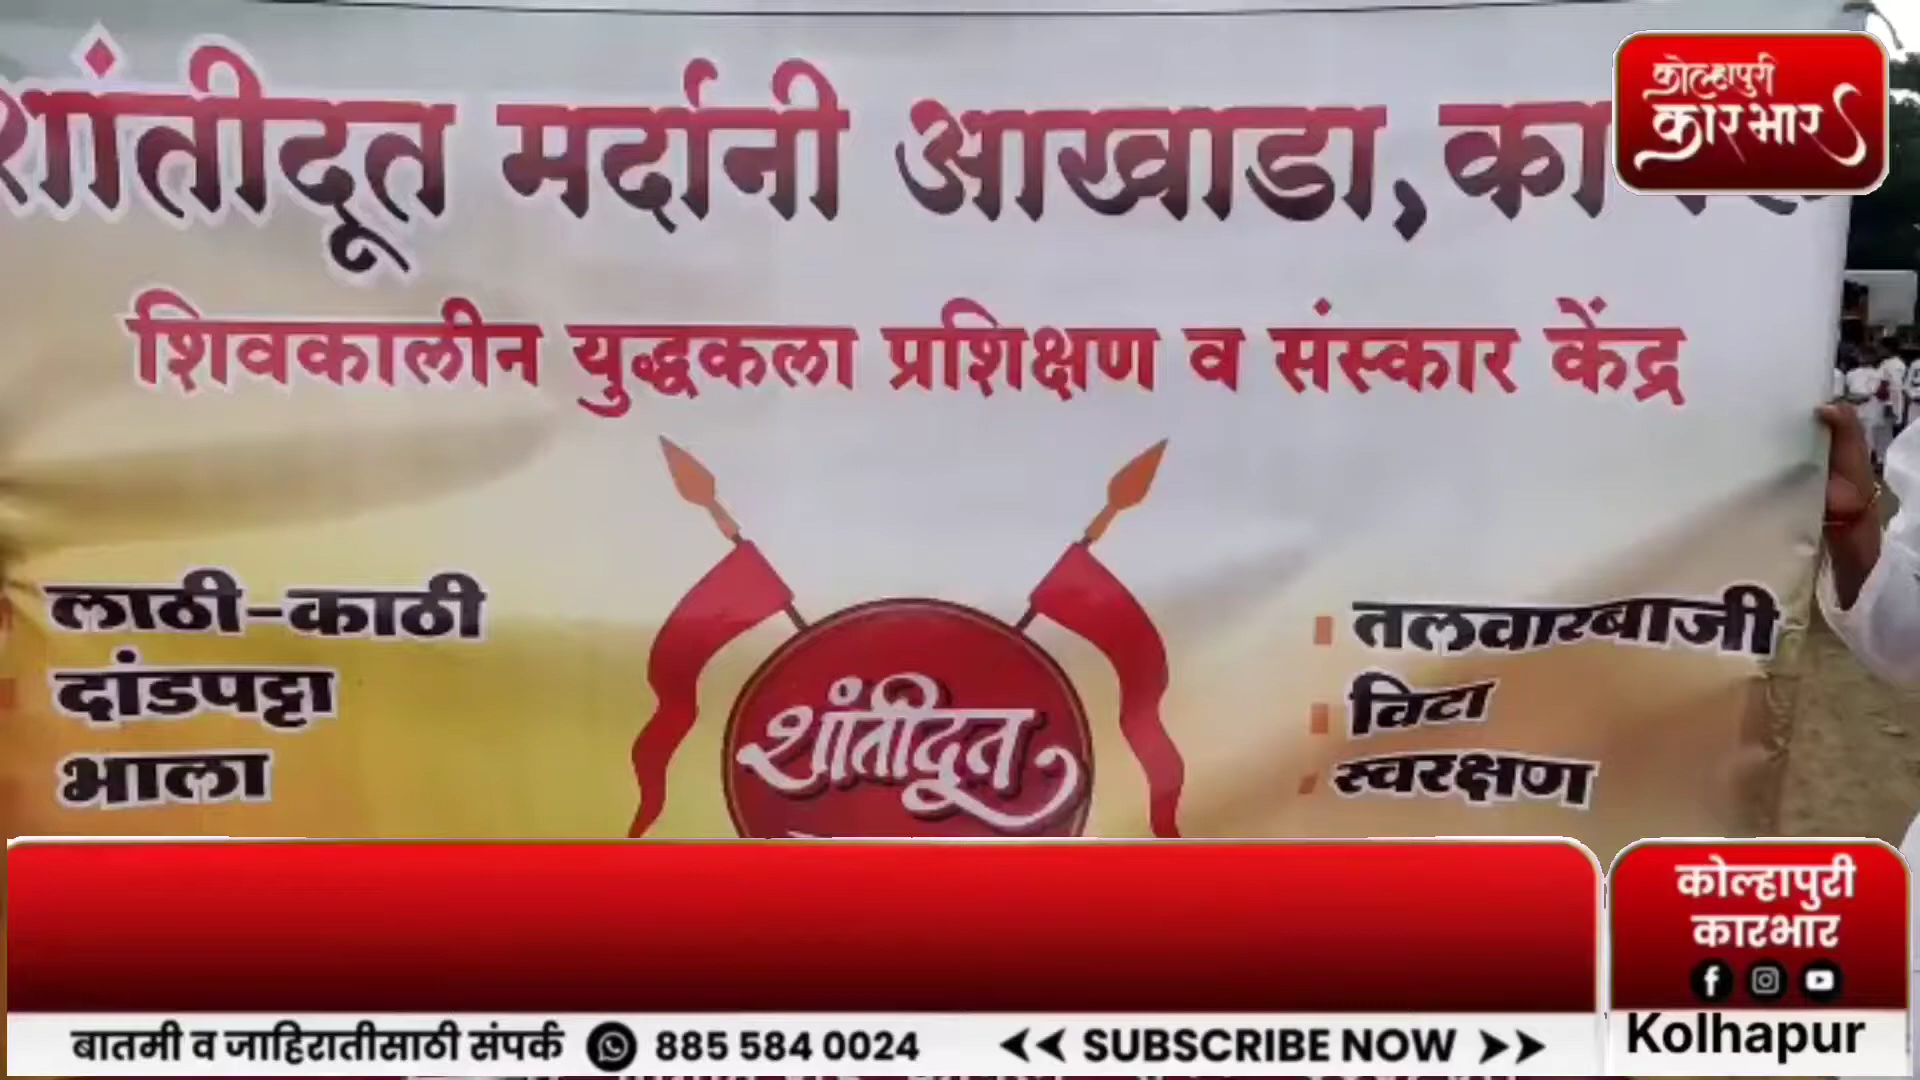 शांतीदूत मर्दानी आखाडा,
कोल्हापुरी
कारभार
शिवकालीन युद्धकला प्रशिक्षण व संस्कार केंद्र
लाठी-काठी
दांडपट्टा
भाला
शांतीदूत
तलवारबाजी
विटा
स्वरक्षण
कोल्हापुरी
कारभार
Kolhapur
बातमी व जाहिरातीसाठी संपर्क 885 584 0024 SUBSCRIBE NOW